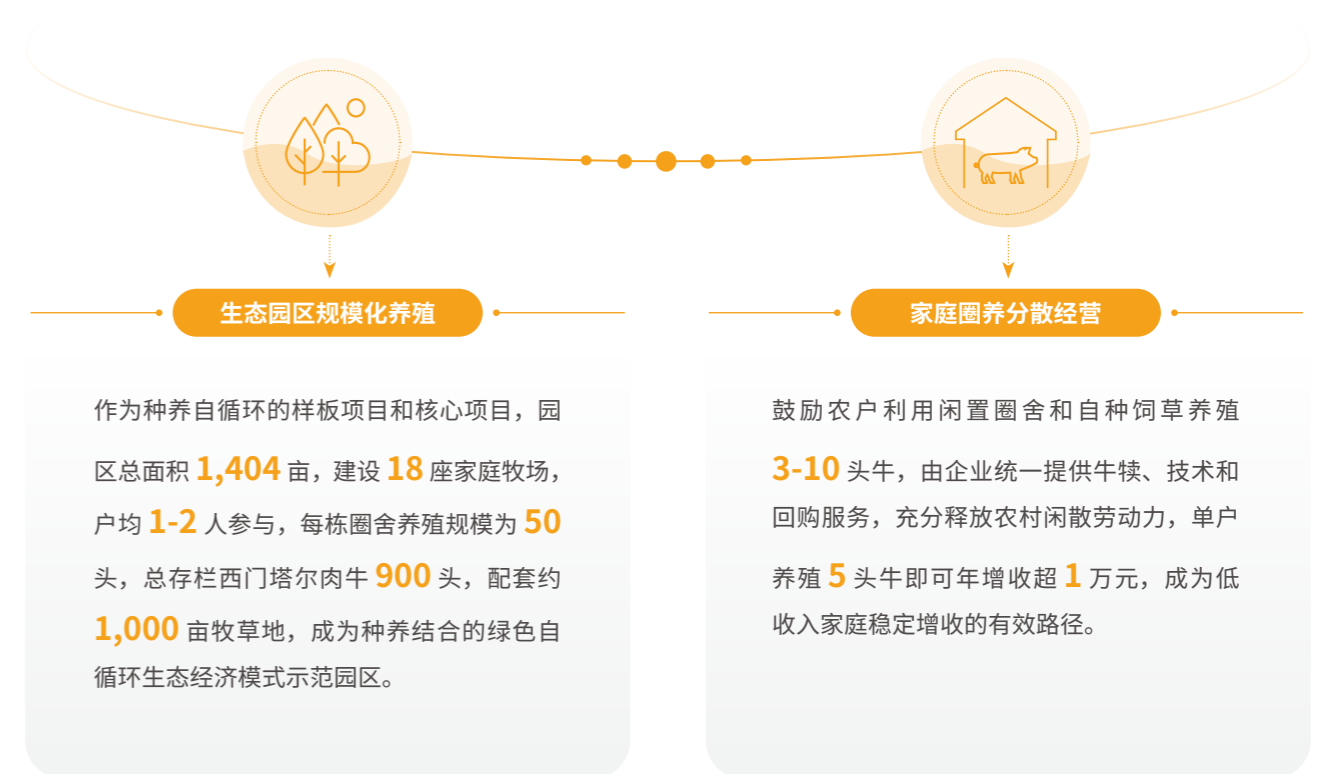 生态园区规模化养殖
作为种养自循环的样板项目和核心项目，园
区总面积 1,404 亩，建设 18 座家庭牧场，
户均 1-2 人参与，每栋圈舍养殖规模为 50
头，总存栏西门塔尔肉牛 900 头，配套约
1,000 亩牧草地，成为种养结合的绿色自
循环生态经济模式示范园区。
家庭圈养分散经营
鼓励农户利用闲置圈舍和自种饲草养殖
3-10 头牛，由企业统一提供牛犊、技术和
回购服务，充分释放农村闲散劳动力，单户
养殖 5 头牛即可年增收超 1 万元，成为低
收入家庭稳定增收的有效路径。